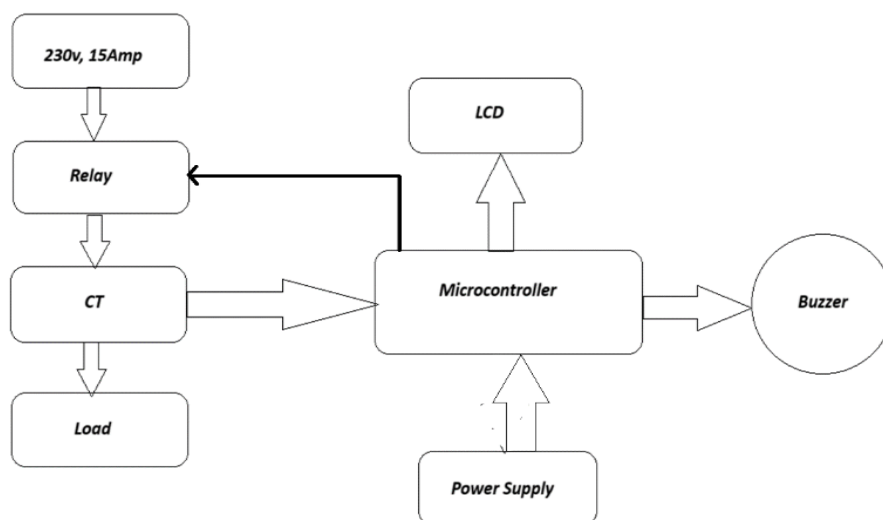 230v, 15Amp
LCD
Relay
Microcontroller
CT
Buzzer
Load
Power Supply